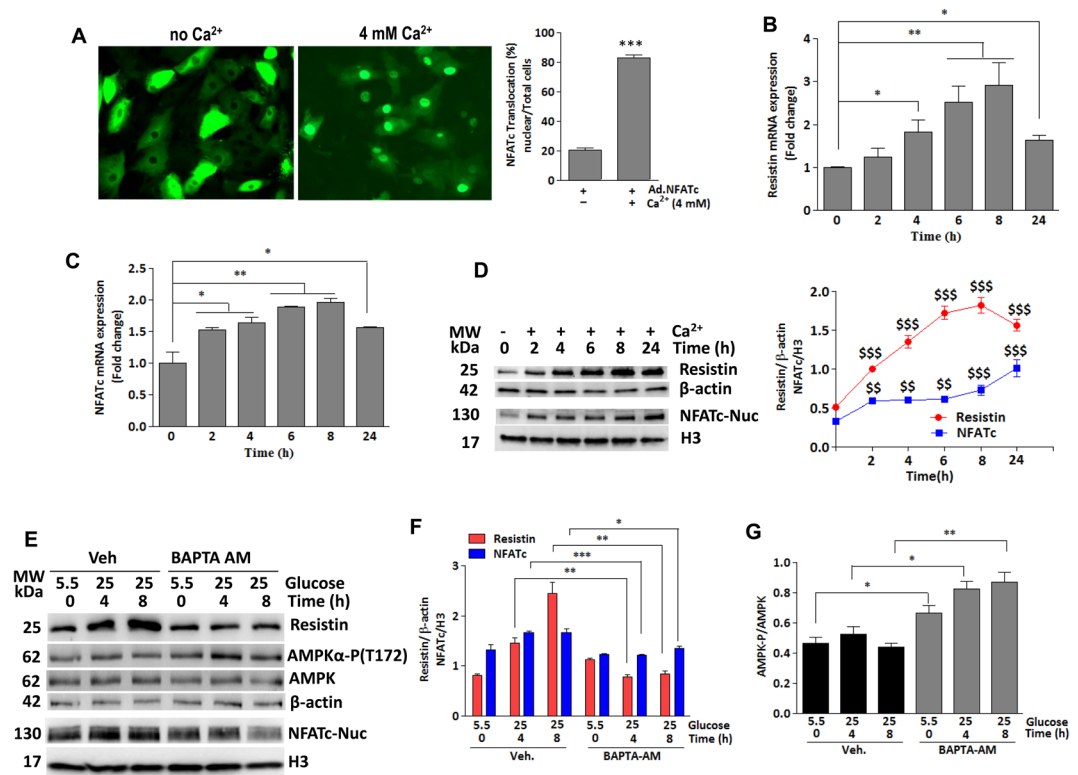 A
no Ca²⁺
4 mM Ca²⁺
NFATc Translocation (%)
nuclear/Total cells
100
80
60
40
20
0
***
+ + Ad.NFATc
− + Ca²⁺ (4 mM)
B
Resistin mRNA expression
(Fold change)
4
3
2
1
0
*
**
*
0 2 4 6 8 24
Time (h)
C
NFATc mRNA expression
(Fold change)
2.5
2.0
1.5
1.0
0.5
0.0
*
**
*
0 2 4 6 8 24
Time (h)
D
MW
kDa
- + + + + + Ca²⁺
0 2 4 6 8 24 Time (h)
25 Resistin
42 β-actin
130 NFATc-Nuc
17 H3
Resistin/ β-actin
NFATc/H3
2.0
1.5
1.0
0.5
0.0
$$$ $$$ $$$ $$$ $$$
$$ $$ $$ $$$ $$$
Resistin
NFATc
2 4 6 8 24
Time(h)
E
Veh BAPTA AM
MW
kDa
5.5 25 25 5.5 25 25 Glucose
0 4 8 0 4 8 Time (h)
25 Resistin
62 AMPKα-P(T172)
62 AMPK
42 β-actin
130 NFATc-Nuc
17 H3
F
Resistin
NFATc
Resistin/ β-actin
NFATc/H3
3
2
1
0
*
**
***
**
5.5 25 25 5.5 25 25 Glucose
0 4 8 0 4 8 Time (h)
Veh. BAPTA-AM
G
AMPK-P/AMPK
1.0
0.8
0.6
0.4
0.2
0.0
**
*
*
5.5 25 25 5.5 25 25 Glucose
0 4 8 0 4 8 Time (h)
Veh. BAPTA-AM